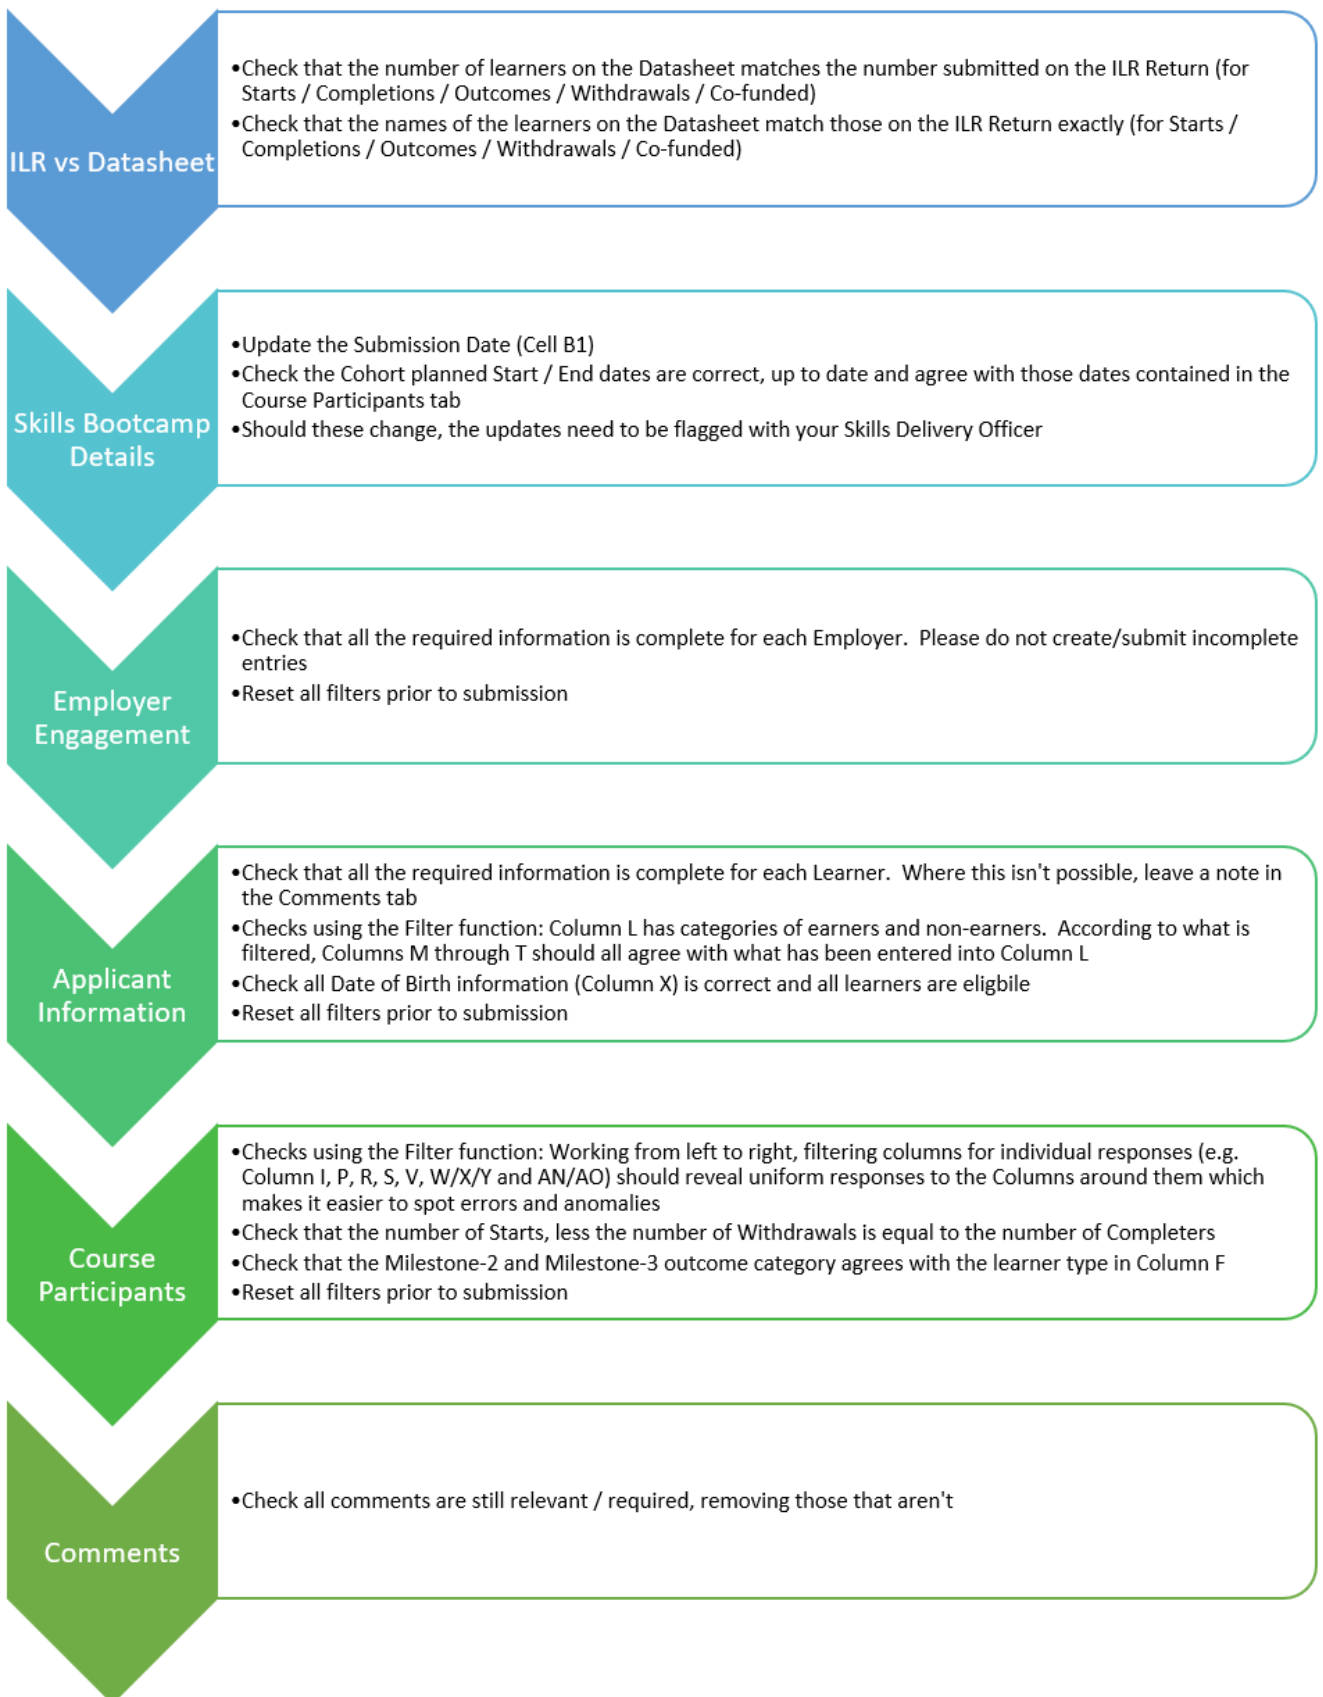 ILR vs Datasheet
•Check that the number of learners on the Datasheet matches the number submitted on the ILR Return (for
Starts / Completions / Outcomes / Withdrawals / Co-funded)
•Check that the names of the learners on the Datasheet match those on the ILR Return exactly (for Starts /
Completions / Outcomes / Withdrawals / Co-funded)
Skills Bootcamp
Details
•Update the Submission Date (Cell B1)
•Check the Cohort planned Start / End dates are correct, up to date and agree with those dates contained in the
Course Participants tab
•Should these change, the updates need to be flagged with your Skills Delivery Officer
Employer
Engagement
•Check that all the required information is complete for each Employer.  Please do not create/submit incomplete
entries
•Reset all filters prior to submission
Applicant
Information
•Check that all the required information is complete for each Learner.  Where this isn't possible, leave a note in
the Comments tab
•Checks using the Filter function: Column L has categories of earners and non-earners.  According to what is
filtered, Columns M through T should all agree with what has been entered into Column L
•Check all Date of Birth information (Column X) is correct and all learners are eligbile
•Reset all filters prior to submission
Course
Participants
•Checks using the Filter function: Working from left to right, filtering columns for individual responses (e.g.
Column I, P, R, S, V, W/X/Y and AN/AO) should reveal uniform responses to the Columns around them which
makes it easier to spot errors and anomalies
•Check that the number of Starts, less the number of Withdrawals is equal to the number of Completers
•Check that the Milestone-2 and Milestone-3 outcome category agrees with the learner type in Column F
•Reset all filters prior to submission
Comments
•Check all comments are still relevant / required, removing those that aren't